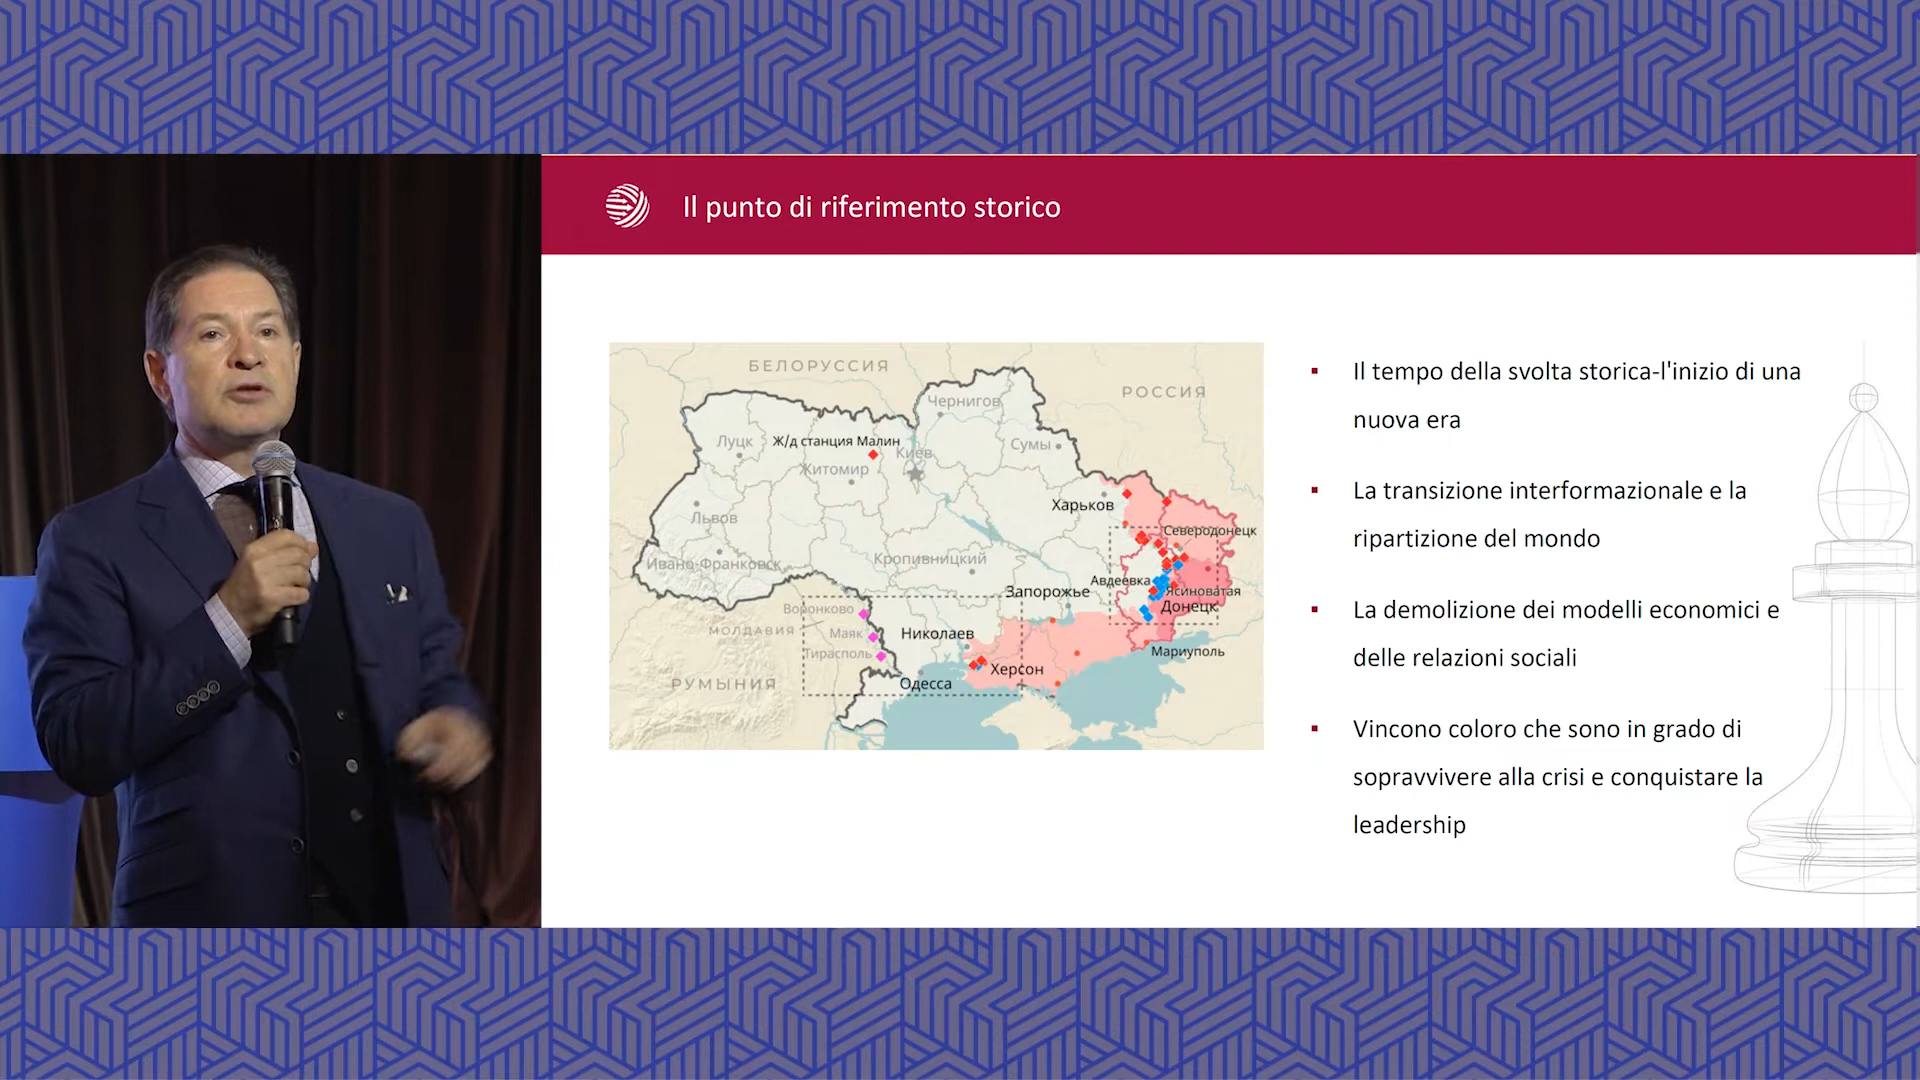 Il punto di riferimento storico
БЕЛОРУССИЯ
РОССИЯ
Чернигов
Луцк
Ж/д станция Малин
Киев
Сумы
Житомир
Харьков
Львов
Северодонецк
Кропивницкий
Ивано-Франковск
Авдеевка
Запорожье
Ясиноватая
Донецк
Воронково
МОЛДАВИЯ
Маяк
Николаев
Тирасполь
Мариуполь
Херсон
РУМЫНИЯ
Одесса
Il tempo della svolta storica-l'inizio di una
nuova era
La transizione interformazionale e la
ripartizione del mondo
La demolizione dei modelli economici e
delle relazioni sociali
Vincono coloro che sono in grado di
sopravvivere alla crisi e conquistare la
leadership